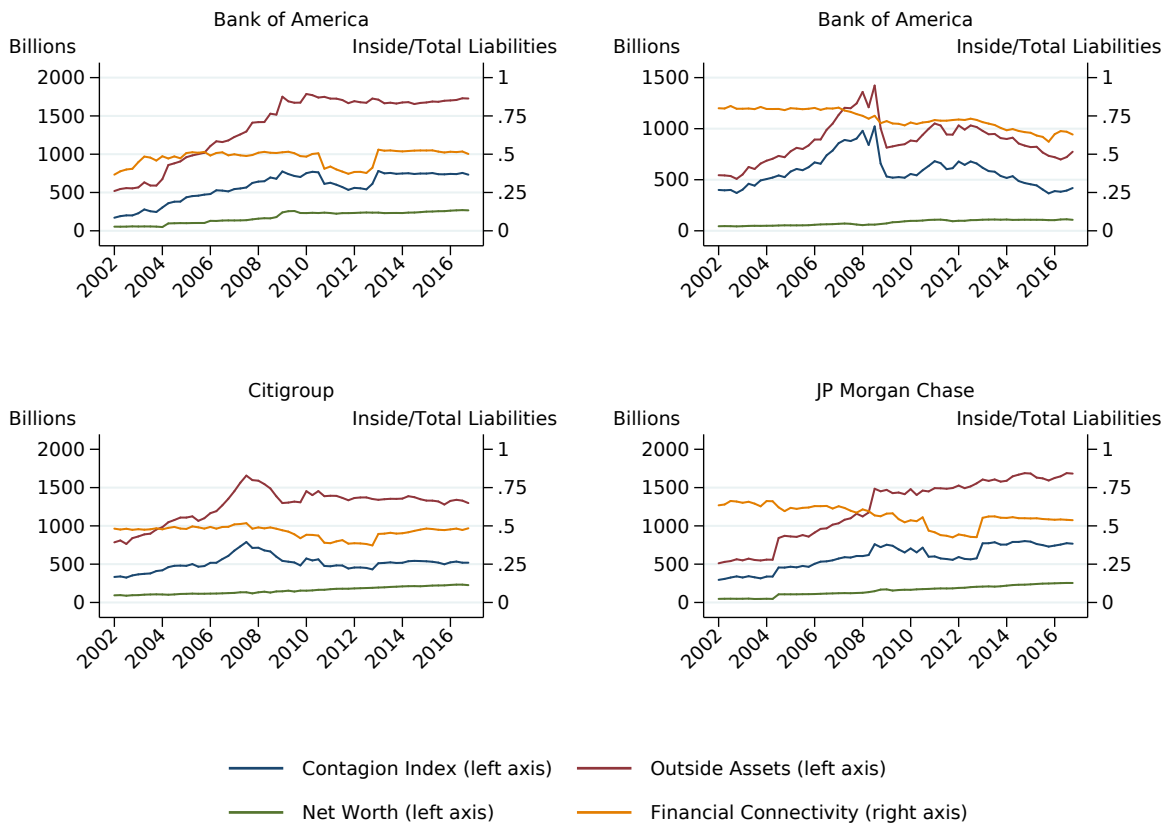 Bank of America
Billions Inside/Total Liabilities
2000 1
1500 .75
1000 .5
500 .25
0 0
2002 2004 2006 2008 2010 2012 2014 2016
Bank of America
Billions Inside/Total Liabilities
1500 1
.75
1000
.5
500
.25
0 0
2002 2004 2006 2008 2010 2012 2014 2016
Citigroup
Billions Inside/Total Liabilities
2000 1
1500 .75
1000 .5
500 .25
0 0
2002 2004 2006 2008 2010 2012 2014 2016
JP Morgan Chase
Billions Inside/Total Liabilities
2000 1
1500 .75
1000 .5
500 .25
0 0
2002 2004 2006 2008 2010 2012 2014 2016
Contagion Index (left axis) Outside Assets (left axis)
Net Worth (left axis) Financial Connectivity (right axis)